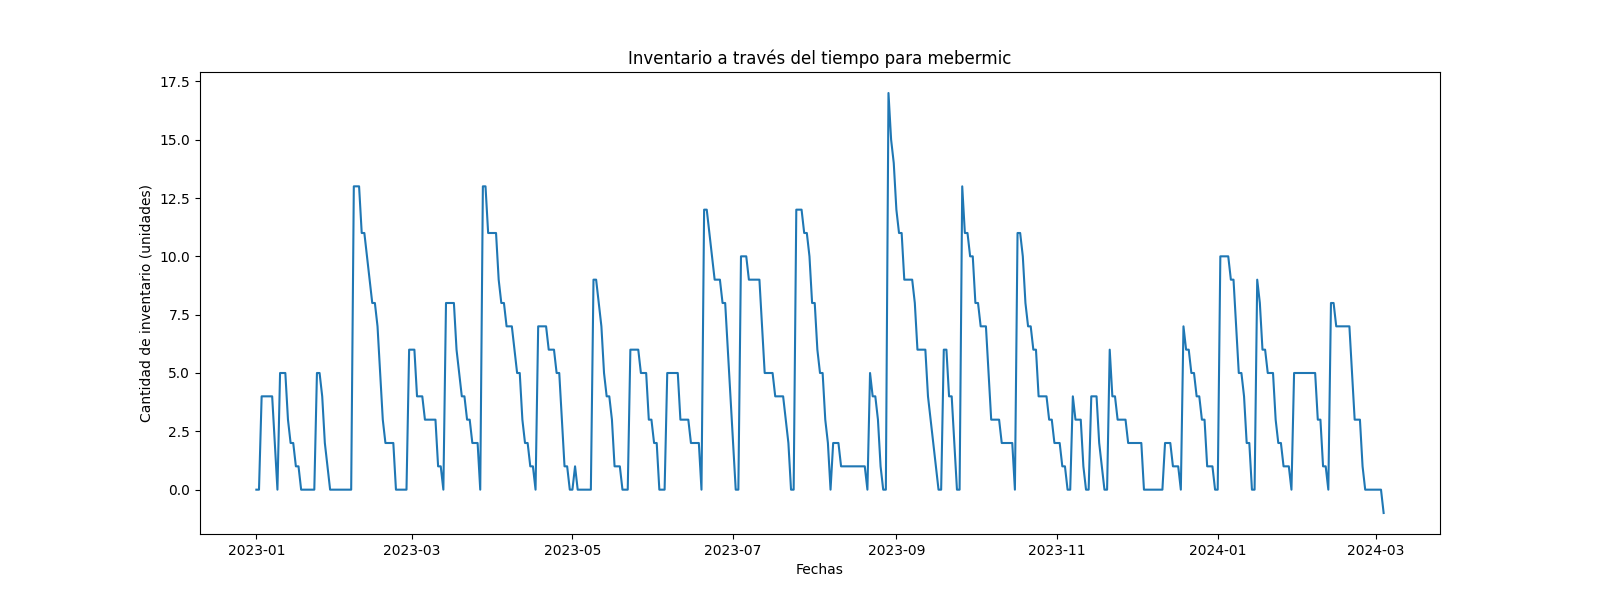 Inventario a través del tiempo para mebermic
17.5
15.0
12.5
10.0
7.5
5.0
2.5
0.0
Cantidad de inventario (unidades)
2023-01 2023-03 2023-05 2023-07 2023-09 2023-11 2024-01 2024-03
Fechas